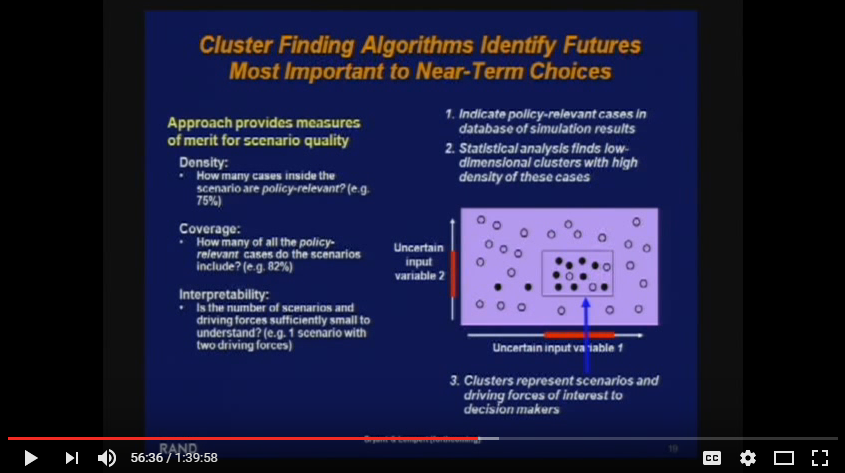 Cluster Finding Algorithms Identify Futures
Most Important to Near-Term Choices
Approach provides measures
of merit for scenario quality
Density:
• How many cases inside the
scenario are policy-relevant? (e.g.
75%)
Coverage:
• How many of all the policy-
relevant cases do the scenarios
include? (e.g. 82%)
Interpretability:
• Is the number of scenarios and
driving forces sufficiently small to
understand? (e.g. 1 scenario with
two driving forces)
1. Indicate policy-relevant cases in
database of simulation results
2. Statistical analysis finds low-
dimensional clusters with high
density of these cases
Uncertain
input
variable 2
Uncertain input variable 1
3. Clusters represent scenarios and
driving forces of interest to
decision makers
RAND
Bryant & Lempert (forthcoming)
19
56:36 / 1:39:58
CC